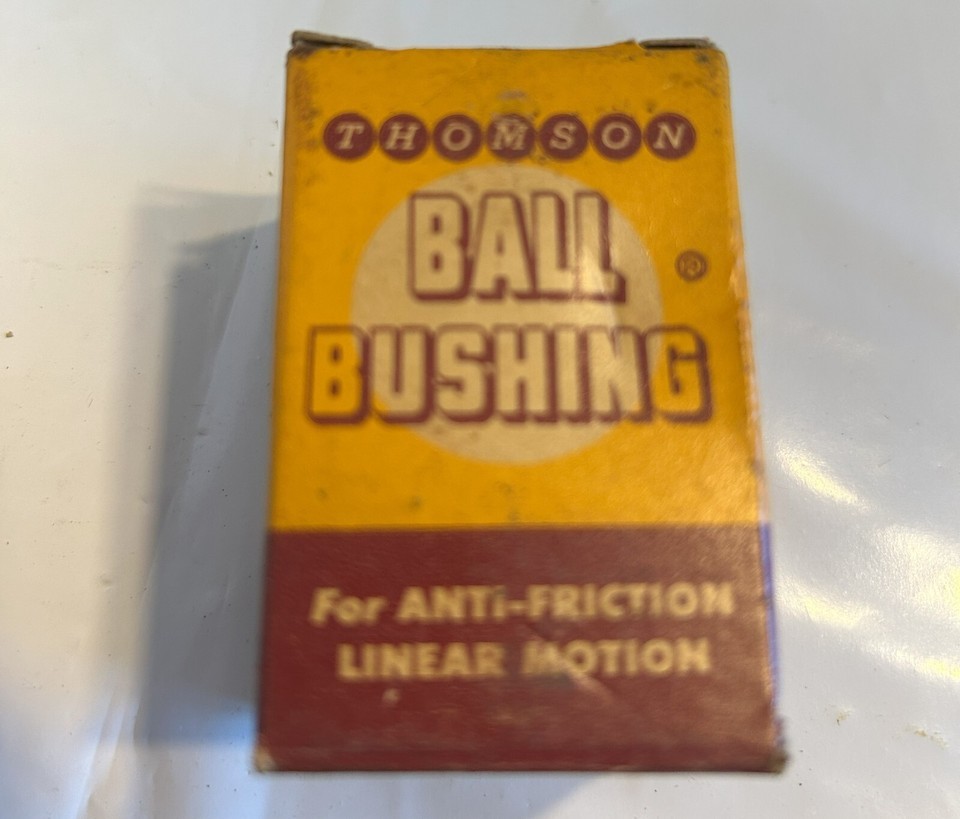 THOMSON
BALL
®
BUSHING
For ANTi-FRICTION
LINEAR MOTION